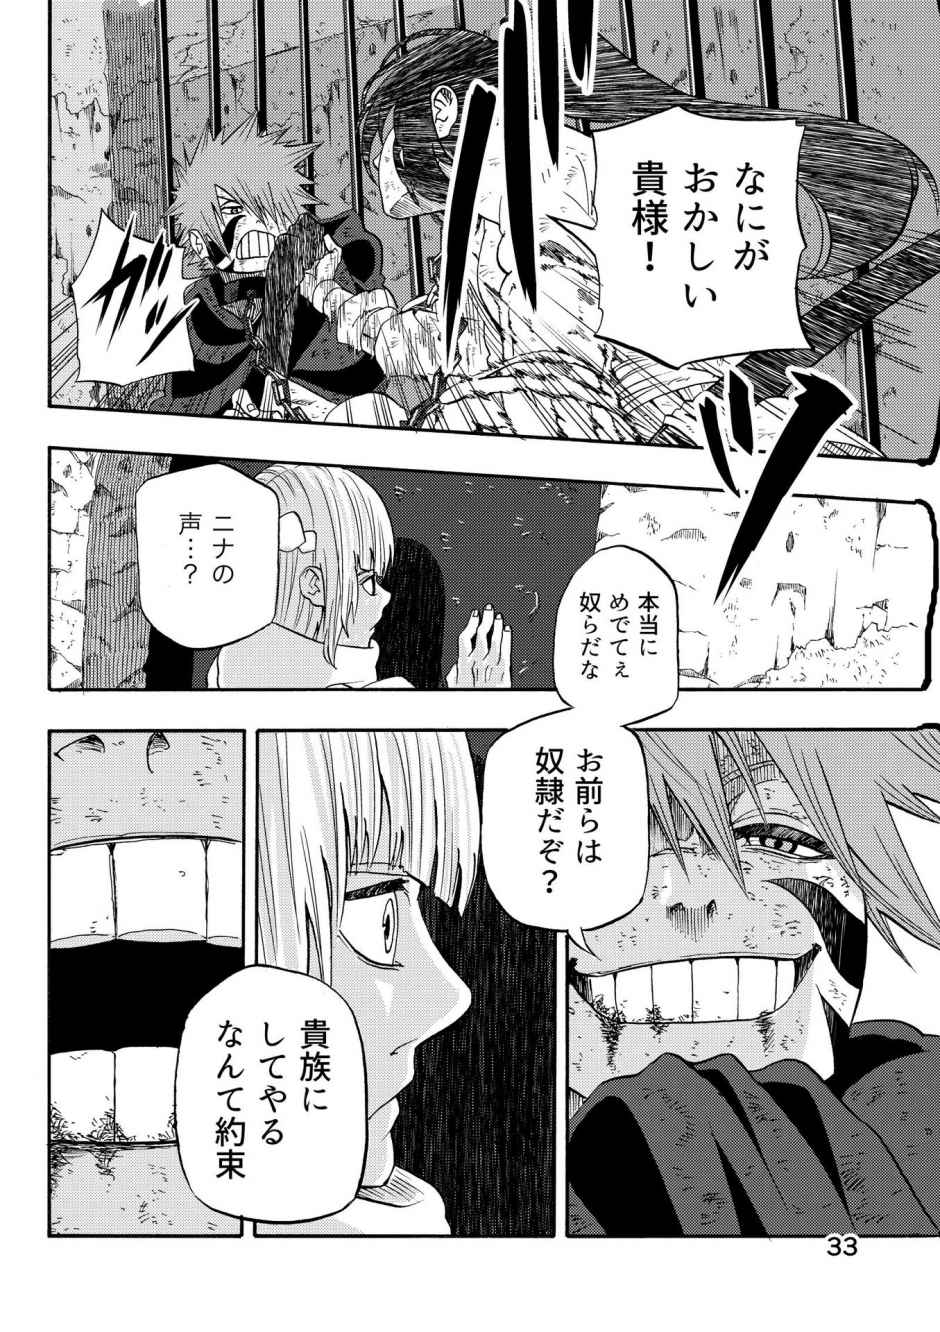 なにが
おかしい
貴様！
ガッ
ニナの
声…？
本当に
めでてぇ
奴らだな
お前らは
奴隷だぞ？
貴族に
してやる
なんて約束
33